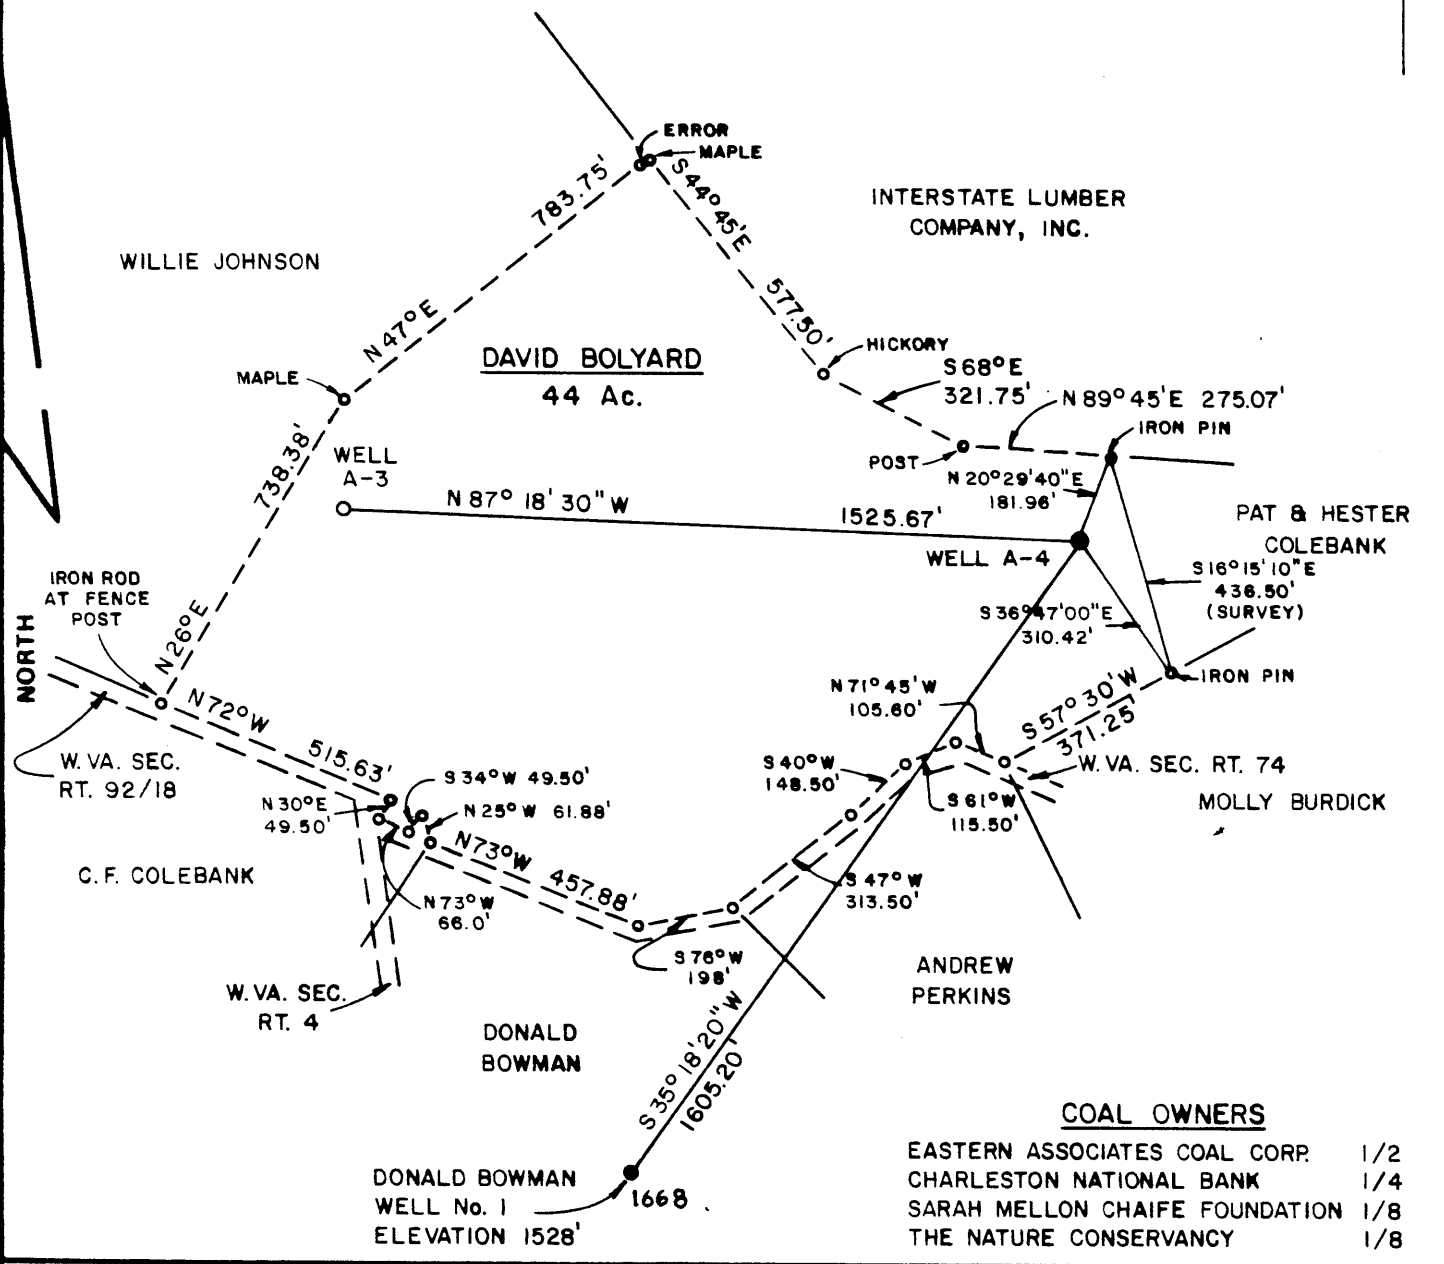 ERROR
MAPLE
783.75'
S 44° 45' E
INTERSTATE LUMBER
COMPANY, INC.
WILLIE JOHNSON
N 47° E
577.50'
HICKORY
DAVID BOLYARD
44 Ac.
MAPLE
S 68° E
321.75'
N 89° 45' E 275.07'
IRON PIN
POST
738.38'
WELL
A-3
N 20° 29' 40" E
181.96'
N 87° 18' 30" W
1525.67'
PAT & HESTER
COLEBANK
WELL A-4
S 16° 15' 10" E
436.50'
(SURVEY)
IRON ROD
AT FENCE
POST
S 36° 47' 00" E
310.42'
N 26° E
NORTH
IRON PIN
N 71° 45' W
105.60'
S 57° 30' W
371.25'
N 72° W
515.63'
W. VA. SEC.
RT. 92/18
S 34° W 49.50'
S 40° W
148.50'
W. VA. SEC. RT. 74
MOLLY BURDICK
N 30° E
49.50'
N 25° W 61.88'
S 61° W
115.50'
N 73° W
457.88'
C. F. COLEBANK
N 73° W
66.0'
S 47° W
313.50'
S 76° W
198'
ANDREW
PERKINS
W. VA. SEC.
RT. 4
DONALD
BOWMAN
S 35° 18' 20" W
1605.20'
DONALD BOWMAN
WELL No. 1
ELEVATION 1528'
1668
COAL OWNERS
EASTERN ASSOCIATES COAL CORP. 1/2
CHARLESTON NATIONAL BANK 1/4
SARAH MELLON CHAIFE FOUNDATION 1/8
THE NATURE CONSERVANCY 1/8